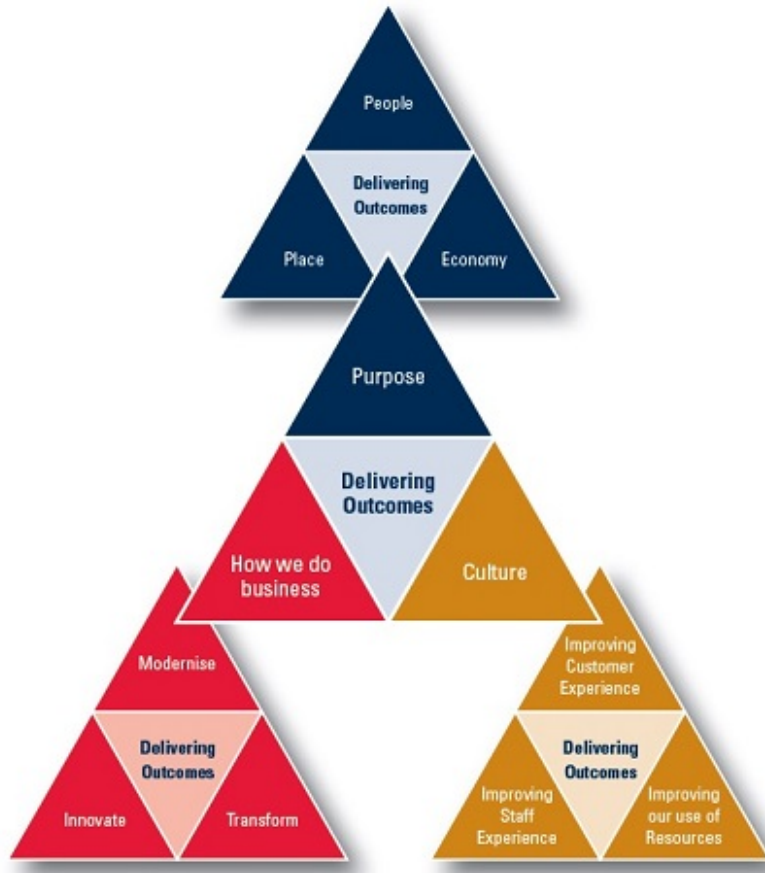 People
Delivering
Outcomes
Place
Economy
Purpose
Delivering
Outcomes
How we do
business
Culture
Modernise
Delivering
Outcomes
Innovate
Transform
Improving
Customer
Experience
Delivering
Outcomes
Improving
Staff
Experience
Improving
our use of
Resources